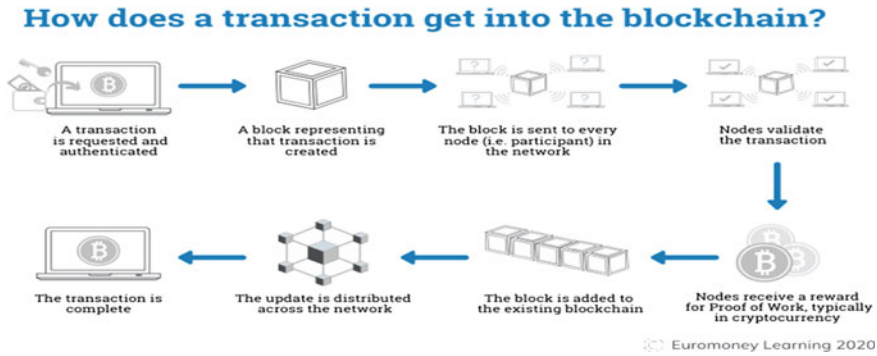 How does a transaction get into the blockchain?
A transaction
is requested and
authenticated
A block representing
that transaction is
created
The block is sent to every
node (i.e. participant) in
the network
Nodes validate
the transaction
Nodes receive a reward
for Proof of Work, typically
in cryptocurrency
The block is added to
the existing blockchain
The update is distributed
across the network
The transaction is
complete
Euromoney Learning 2020